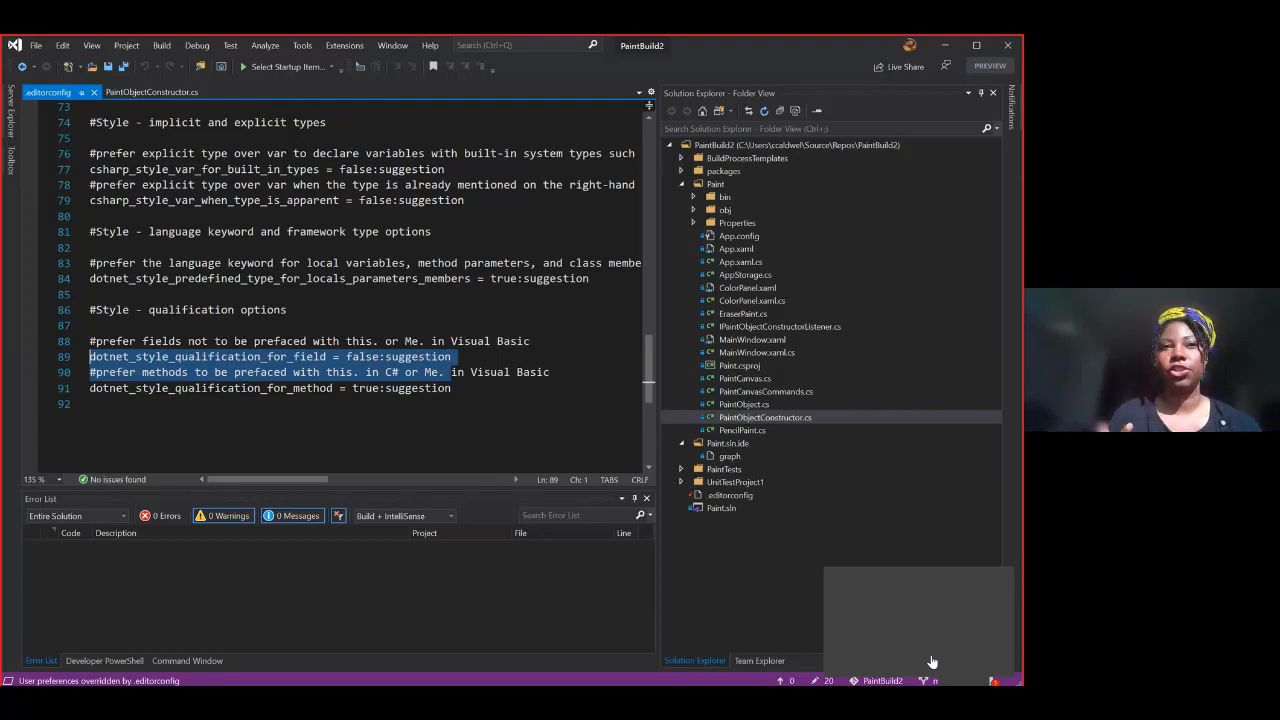 File Edit View Project Build Debug Test Analyze Tools Extensions Window Help Search (Ctrl+Q) PaintBuild2
Select Startup Item... Live Share PREVIEW
Server Explorer
Toolbox
.editorconfig PaintObjectConstructor.cs
73
74 #Style - implicit and explicit types
75
76 #prefer explicit type over var to declare variables with built-in system types such
77 csharp_style_var_for_built_in_types = false:suggestion
78 #prefer explicit type over var when the type is already mentioned on the right-hand
79 csharp_style_var_when_type_is_apparent = false:suggestion
80
81 #Style - language keyword and framework type options
82
83 #prefer the language keyword for local variables, method parameters, and class membe
84 dotnet_style_predefined_type_for_locals_parameters_members = true:suggestion
85
86 #Style - qualification options
87
88 #prefer fields not to be prefaced with this. or Me. in Visual Basic
89 dotnet_style_qualification_for_field = false:suggestion
90 #prefer methods to be prefaced with this. in C# or Me. in Visual Basic
91 dotnet_style_qualification_for_method = true:suggestion
92
135 % No issues found Ln: 89 Ch: 1 TABS CRLF
Error List
Entire Solution 0 Errors 0 Warnings 0 Messages Build + IntelliSense Search Error List
Code Description Project File Line
Error List Developer PowerShell Command Window
Solution Explorer - Folder View
Search Solution Explorer - Folder View (Ctrl+;)
PaintBuild2 (C:\Users\ccaldwel\Source\Repos\PaintBuild2)
BuildProcessTemplates
packages
Paint
bin
obj
Properties
App.config
App.xaml
App.xaml.cs
AppStorage.cs
ColorPanel.xaml
ColorPanel.xaml.cs
EraserPaint.cs
IPaintObjectConstructorListener.cs
MainWindow.xaml
MainWindow.xaml.cs
Paint.csproj
PaintCanvas.cs
PaintCanvasCommands.cs
PaintObject.cs
PaintObjectConstructor.cs
PencilPaint.cs
Paint.sln.ide
graph
PaintTests
UnitTestProject1
.editorconfig
Paint.sln
Solution Explorer Team Explorer
Notifications
User preferences overridden by .editorconfig 0 20 PaintBuild2